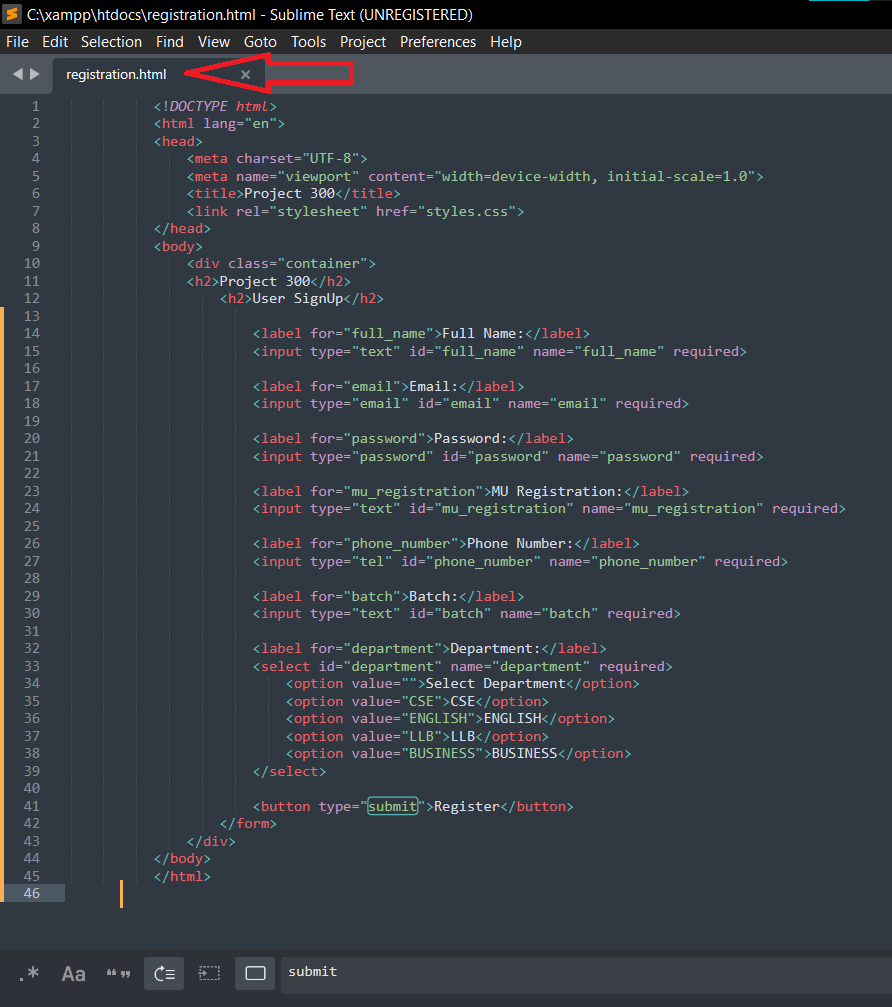 C:\xampp\htdocs\registration.html - Sublime Text (UNREGISTERED)
File Edit Selection Find View Goto Tools Project Preferences Help
registration.html
1 <!DOCTYPE html>
2 <html lang="en">
3 <head>
4 <meta charset="UTF-8">
5 <meta name="viewport" content="width=device-width, initial-scale=1.0">
6 <title>Project 300</title>
7 <link rel="stylesheet" href="styles.css">
8 </head>
9 <body>
10 <div class="container">
11 <h2>Project 300</h2>
12 <h2>User SignUp</h2>
13
14 <label for="full_name">Full Name:</label>
15 <input type="text" id="full_name" name="full_name" required>
16
17 <label for="email">Email:</label>
18 <input type="email" id="email" name="email" required>
19
20 <label for="password">Password:</label>
21 <input type="password" id="password" name="password" required>
22
23 <label for="mu_registration">MU Registration:</label>
24 <input type="text" id="mu_registration" name="mu_registration" required>
25
26 <label for="phone_number">Phone Number:</label>
27 <input type="tel" id="phone_number" name="phone_number" required>
28
29 <label for="batch">Batch:</label>
30 <input type="text" id="batch" name="batch" required>
31
32 <label for="department">Department:</label>
33 <select id="department" name="department" required>
34 <option value="">Select Department</option>
35 <option value="CSE">CSE</option>
36 <option value="ENGLISH">ENGLISH</option>
37 <option value="LLB">LLB</option>
38 <option value="BUSINESS">BUSINESS</option>
39 </select>
40
41 <button type="submit">Register</button>
42 </form>
43 </div>
44 </body>
45 </html>
46
.* Aa “” submit